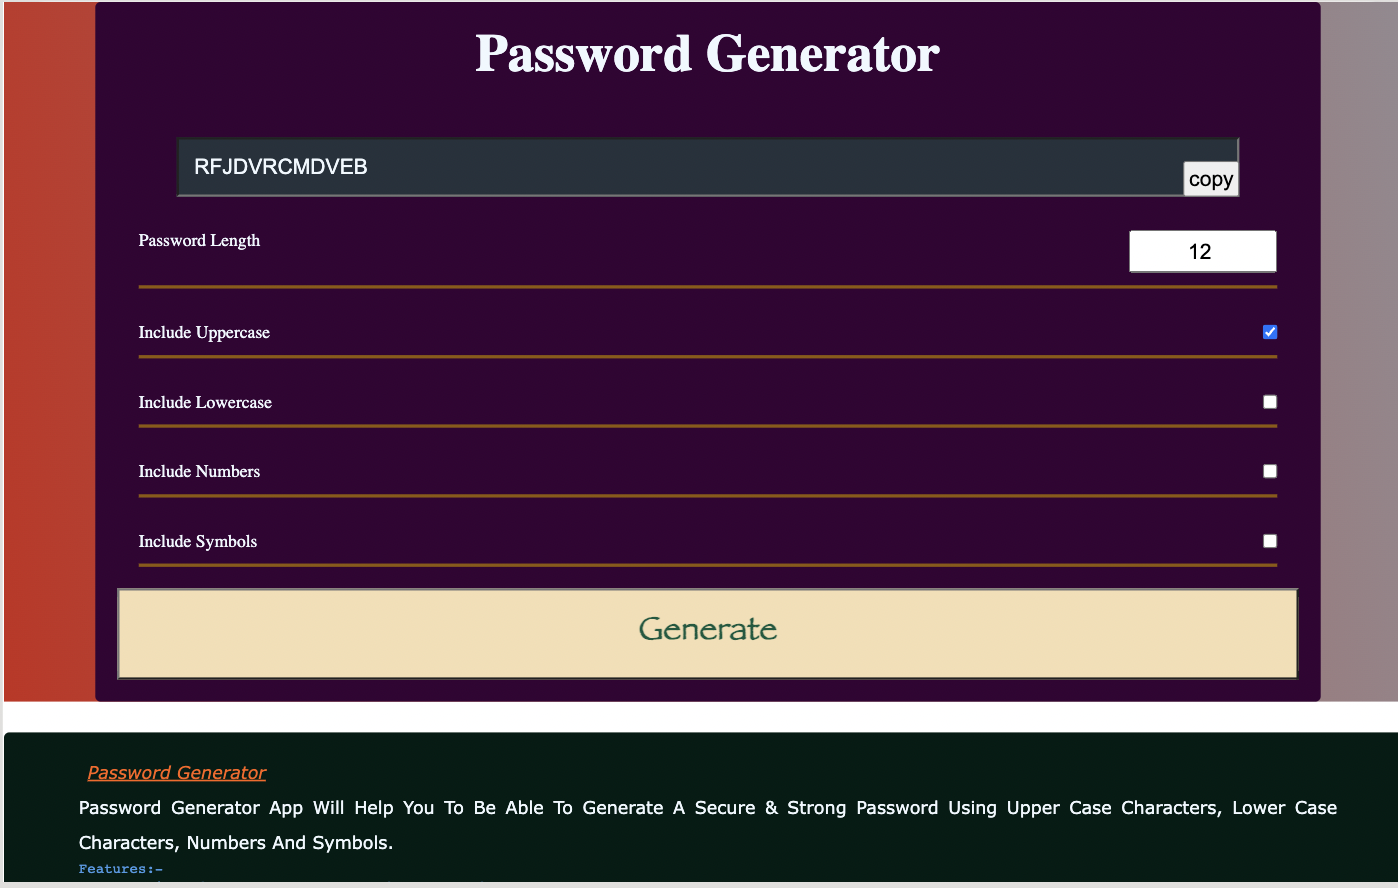 Password Generator
RFJDVRCMDVEB
copy
Password Length
12
Include Uppercase
Include Lowercase
Include Numbers
Include Symbols
Generate
Password Generator
Password Generator App Will Help You To Be Able To Generate A Secure & Strong Password Using Upper Case Characters, Lower Case
Characters, Numbers And Symbols.
Features:-